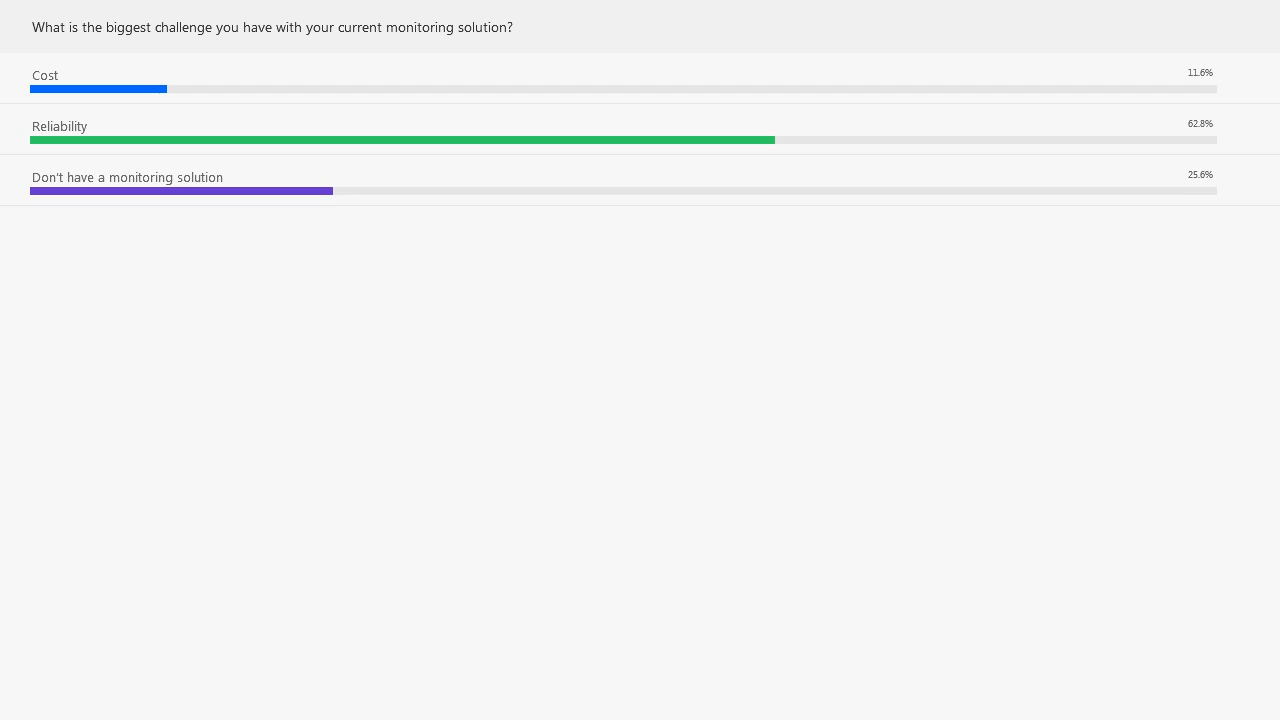 What is the biggest challenge you have with your current monitoring solution?
Cost 11.6%
Reliability 62.8%
Don't have a monitoring solution 25.6%